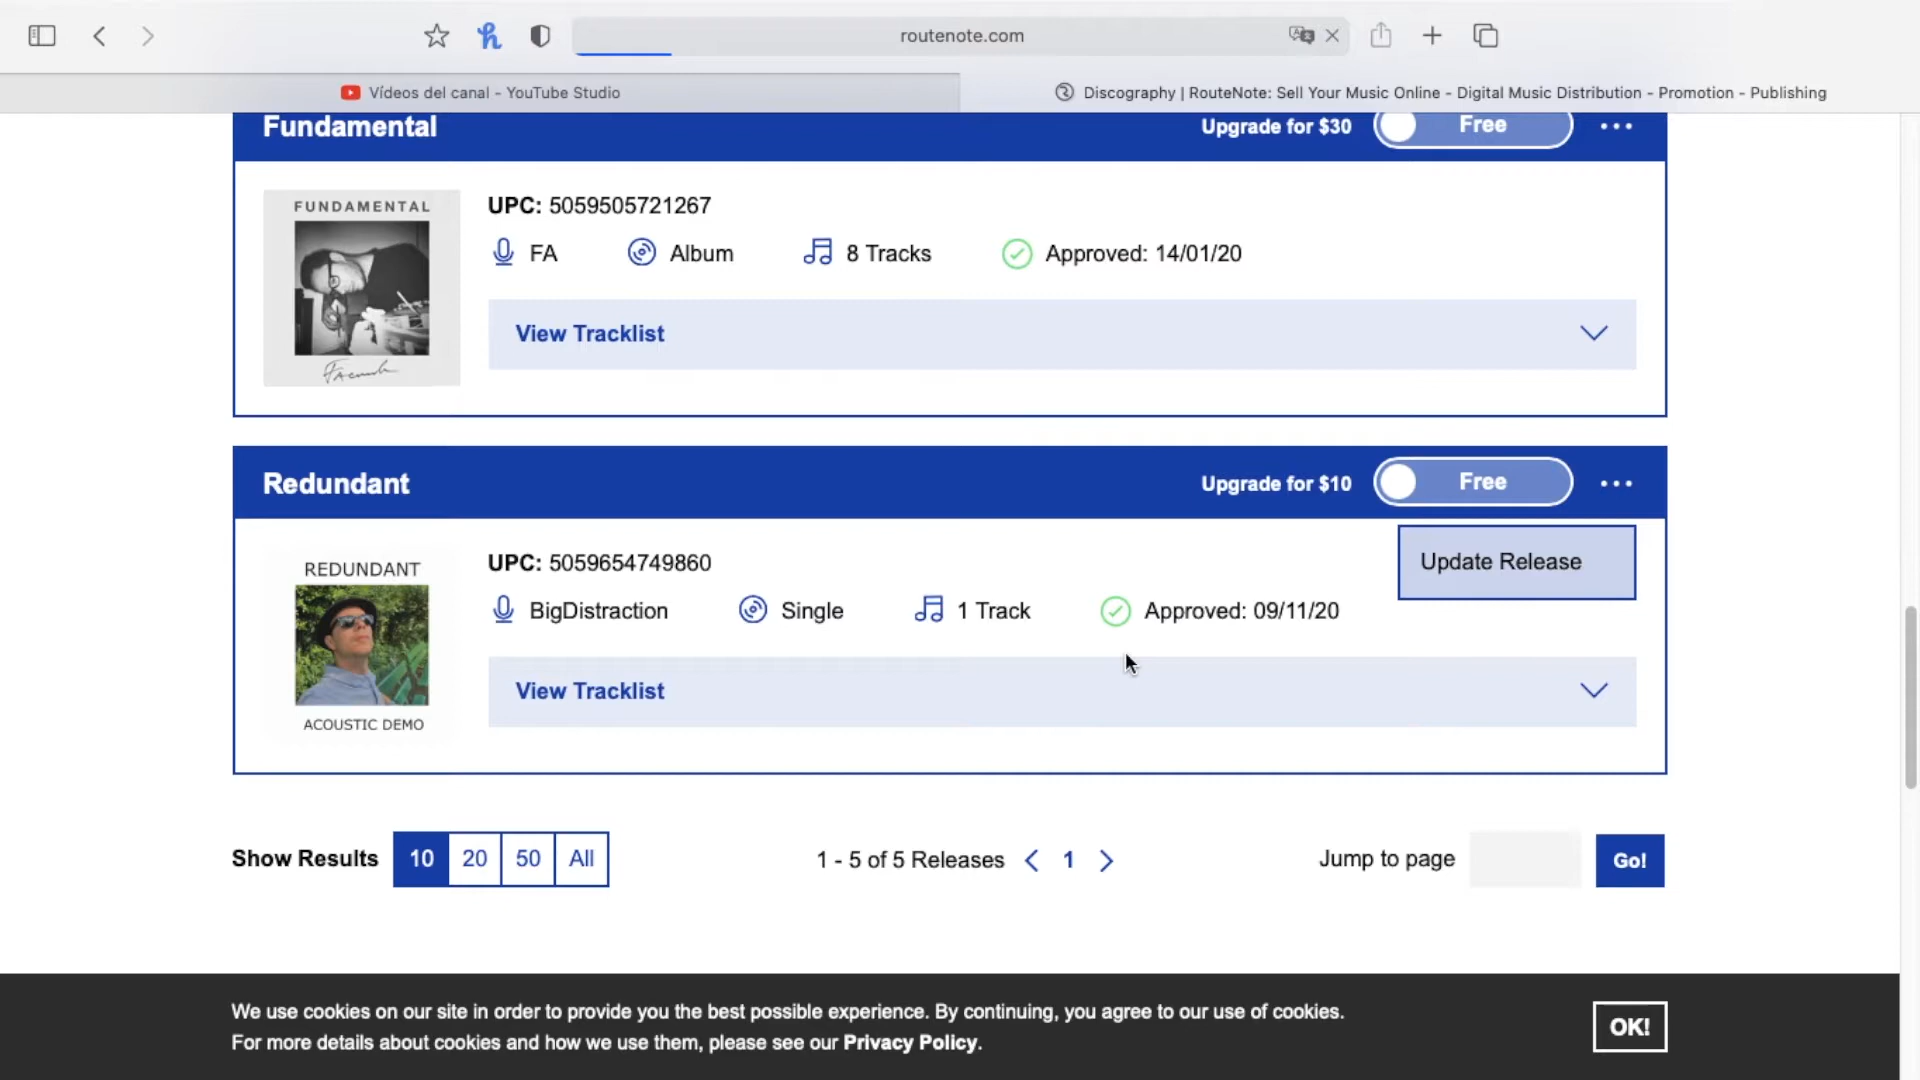 routenote.com
Vídeos del canal - YouTube Studio
Discography | RouteNote: Sell Your Music Online - Digital Music Distribution - Promotion - Publishing
Fundamental
Upgrade for $30
Free
FUNDAMENTAL
UPC: 5059505721267
FA
Album
8 Tracks
Approved: 14/01/20
View Tracklist
Redundant
Upgrade for $10
Free
Update Release
REDUNDANT
ACOUSTIC DEMO
UPC: 5059654749860
BigDistraction
Single
1 Track
Approved: 09/11/20
View Tracklist
Show Results
10
20
50
All
1 - 5 of 5 Releases
1
Jump to page
Go!
We use cookies on our site in order to provide you the best possible experience. By continuing, you agree to our use of cookies.
For more details about cookies and how we use them, please see our Privacy Policy.
OK!